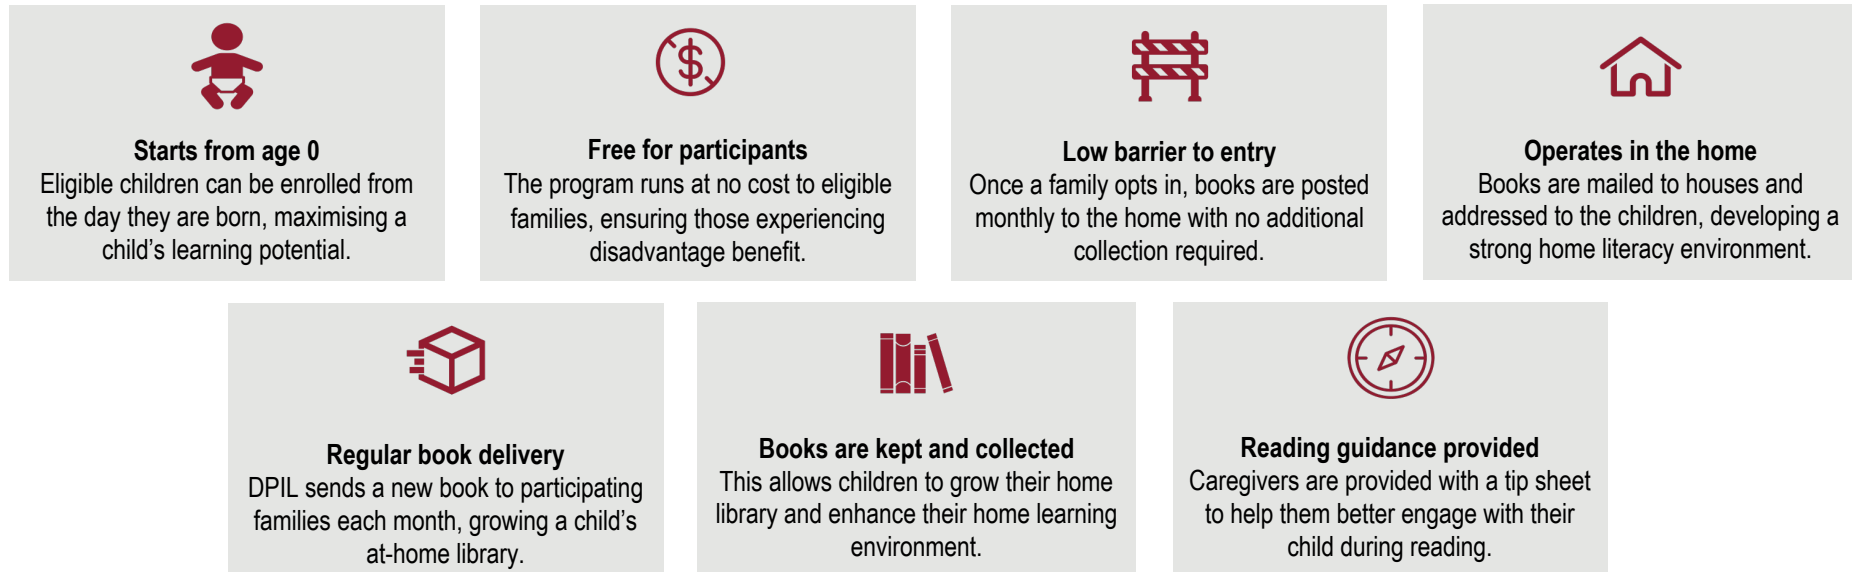 Starts from age 0
Eligible children can be enrolled from
the day they are born, maximising a
child's learning potential.
Free for participants
The program runs at no cost to eligible
families, ensuring those experiencing
disadvantage benefit.
Low barrier to entry
Once a family opts in, books are posted
monthly to the home with no additional
collection required.
Operates in the home
Books are mailed to houses and
addressed to the children, developing a
strong home literacy environment.
Regular book delivery
DPIL sends a new book to participating
families each month, growing a child's
at-home library.
Books are kept and collected
This allows children to grow their home
library and enhance their home learning
environment.
Reading guidance provided
Caregivers are provided with a tip sheet
to help them better engage with their
child during reading.